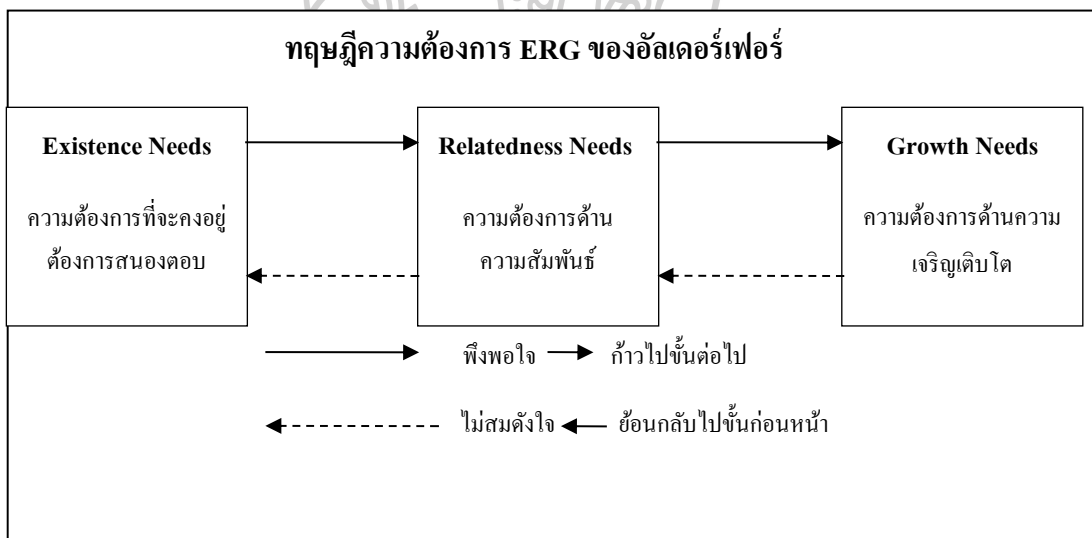 ทฤษฎีความต้องการ ERG ของอัลเดอร์เฟอร์
Existence Needs
ความต้องการที่จะคงอยู่
ต้องการสนองตอบ
Relatedness Needs
ความต้องการด้าน
ความสัมพันธ์
Growth Needs
ความต้องการด้านความ
เจริญเติบโต
พึงพอใจ ก้าวไปขั้นต่อไป
ไม่สมดังใจ ย้อนกลับไปขั้นก่อนหน้า